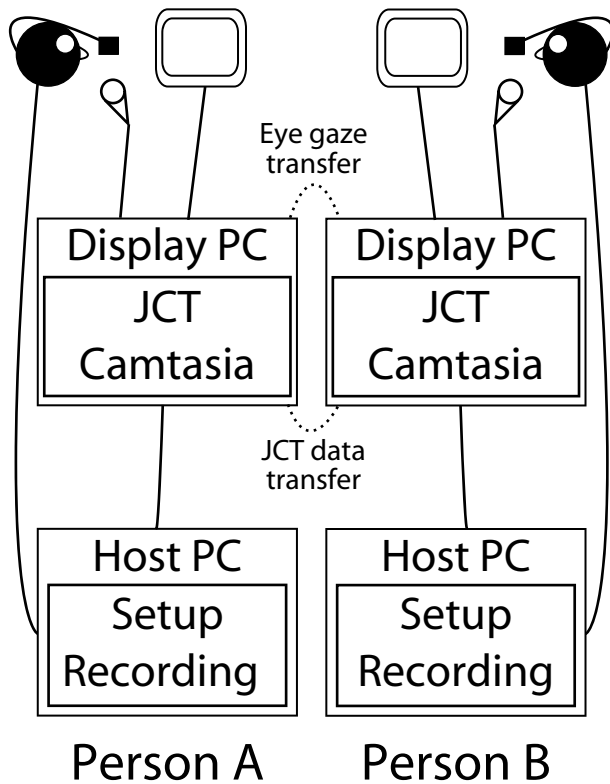 Eye gaze
transfer
Display PC
JCT
Camtasia
Display PC
JCT
Camtasia
JCT data
transfer
Host PC
Setup
Recording
Host PC
Setup
Recording
Person A
Person B